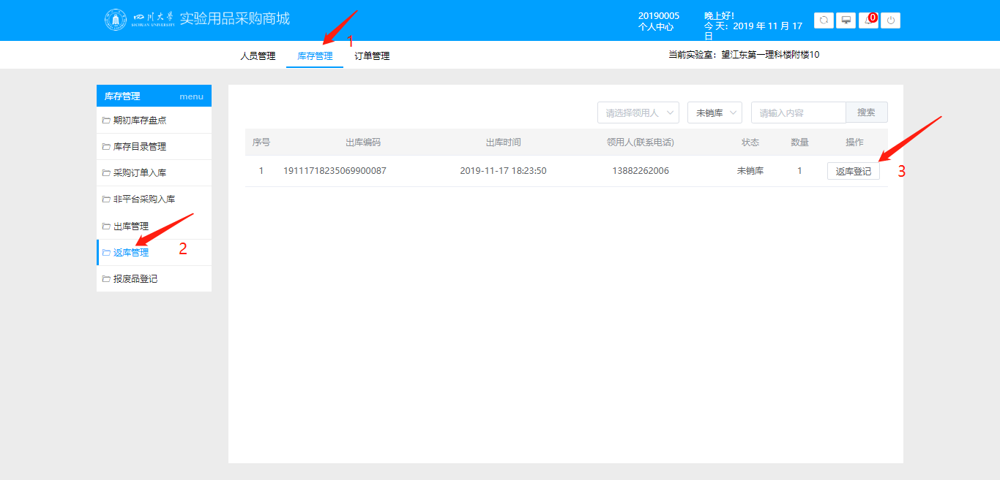 四川大学 实验用品采购商城
SICHUAN UNIVERSITY
20190005
个人中心
晚上好!
今天: 2019 年 11 月 17
日
0
1
人员管理 库存管理 订单管理
当前实验室: 望江东第一理科楼附楼10
库存管理 menu
期初库存盘点
库存目录管理
采购订单入库
非平台采购入库
出库管理
返库管理
2
报废品登记
请选择领用人 未销库 请输入内容 搜索
序号 出库编码 出库时间 领用人(联系电话) 状态 数量 操作
1 19111718235069900087 2019-11-17 18:23:50 13882262006 未销库 1 返库登记
3